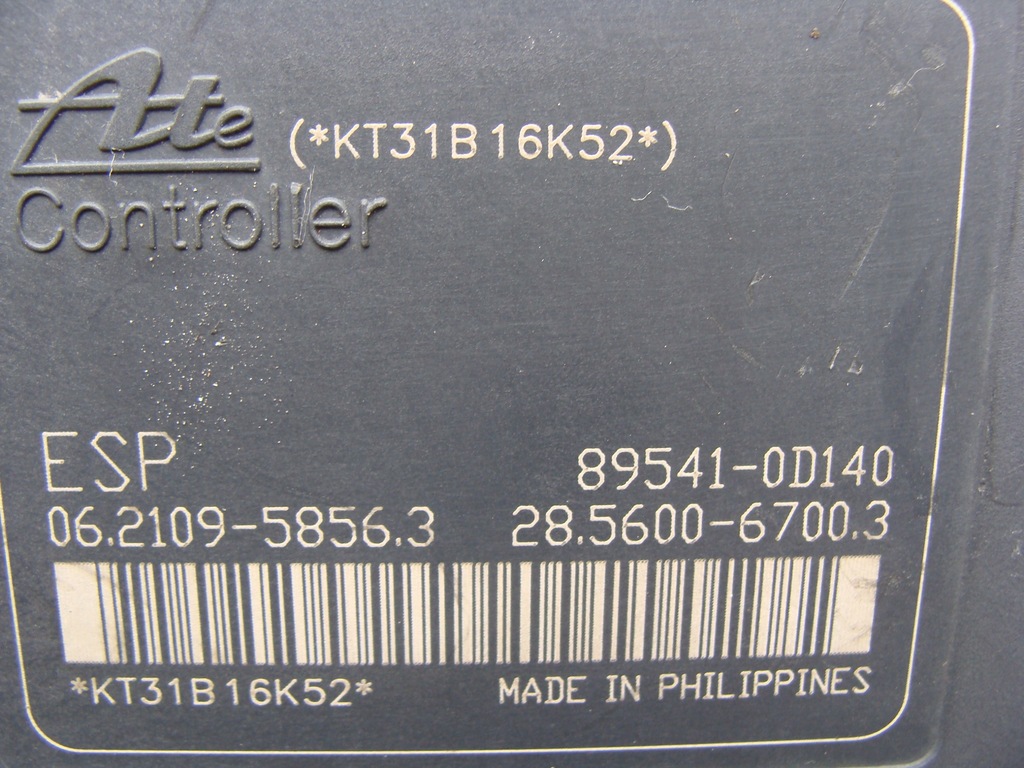 Ate (*KT31B16K52*)
Controller
ESP 89541-0D140
06.2109-5856.3 28.5600-6700.3
*KT31B16K52* MADE IN PHILIPPINES